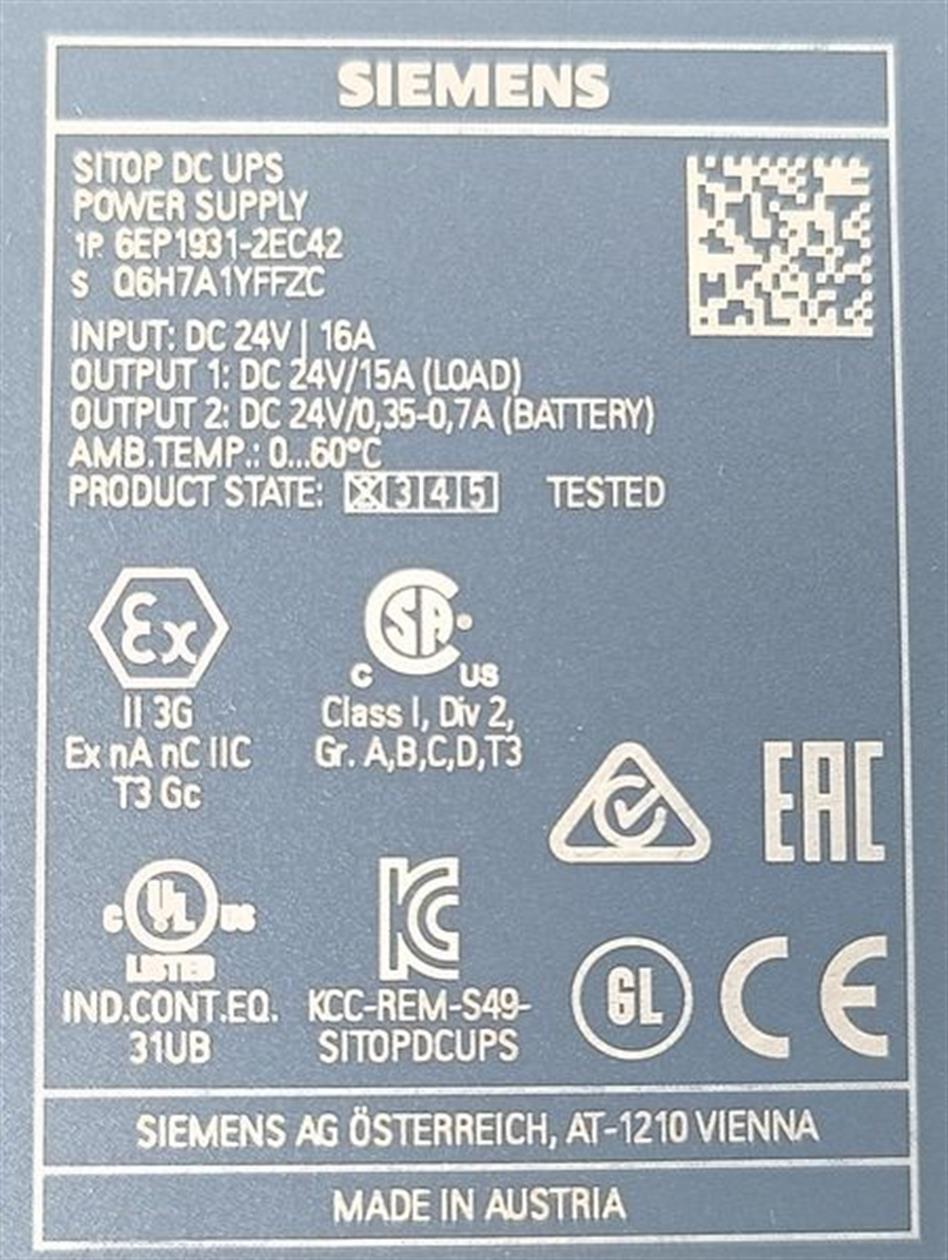 SIEMENS
SITOP DC UPS
POWER SUPPLY
1P. 6EP1931-2EC42
S Q6H7A1YFFZC
INPUT: DC 24V | 16A
OUTPUT 1: DC 24V/15A (LOAD)
OUTPUT 2: DC 24V/0,35-0,7A (BATTERY)
AMB.TEMP.: 0...60°C
PRODUCT STATE: X 3 4 5 TESTED
Ex
II 3G
Ex nA nC IIC
T3 Gc
CSA
C US
Class I, Div 2,
Gr. A,B,C,D,T3
EAC
C UL US
LISTED
IND.CONT.EQ.
31UB
KC
KCC-REM-S49-
SITOPDCUPS
GL
CE
SIEMENS AG ÖSTERREICH, AT-1210 VIENNA
MADE IN AUSTRIA